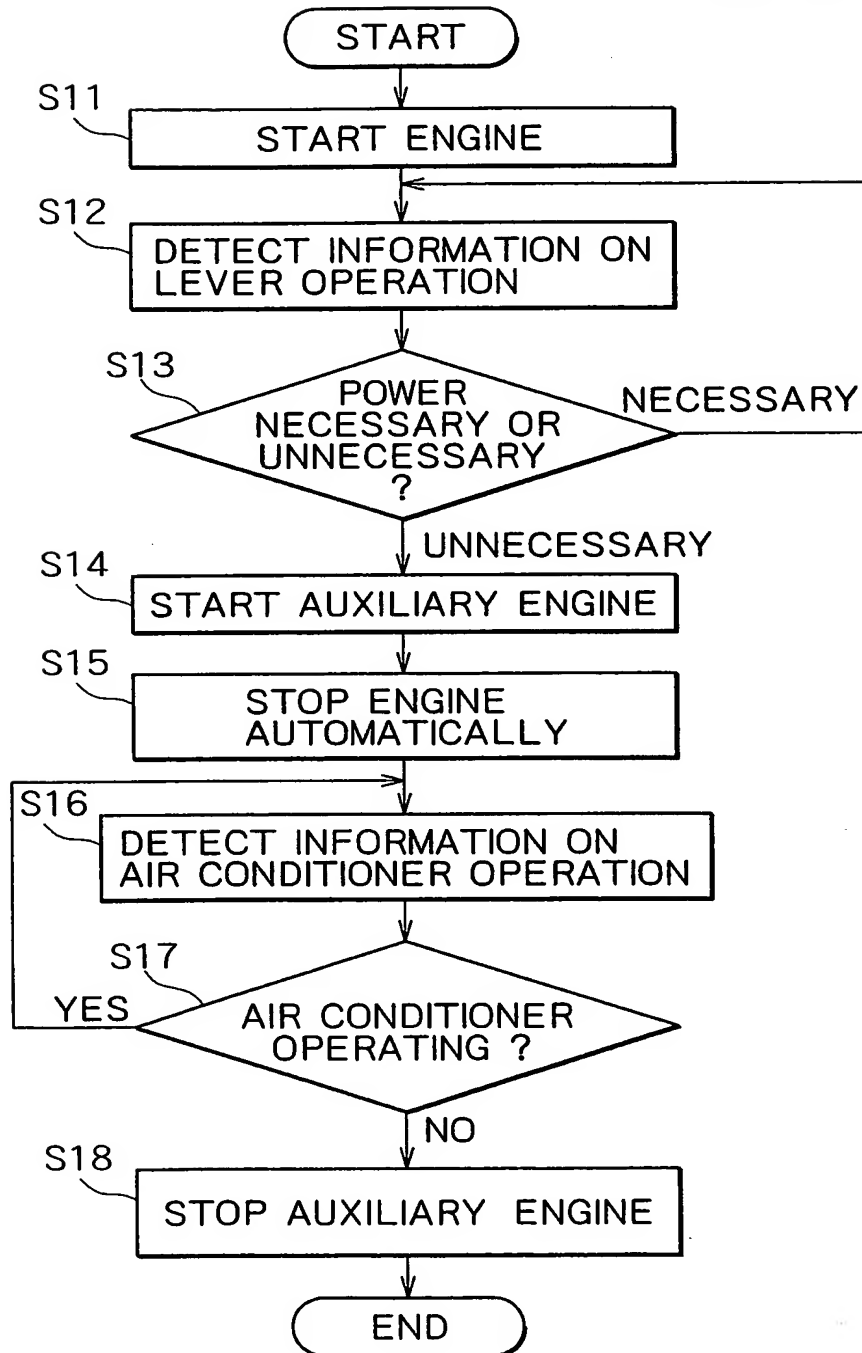 START
S11
START ENGINE
S12
DETECT INFORMATION ON
LEVER OPERATION
S13
POWER
NECESSARY OR
UNNECESSARY
?
NECESSARY
UNNECESSARY
S14
START AUXILIARY ENGINE
S15
STOP ENGINE
AUTOMATICALLY
S16
DETECT INFORMATION ON
AIR CONDITIONER OPERATION
S17
YES
AIR CONDITIONER
OPERATING ?
NO
S18
STOP AUXILIARY ENGINE
END